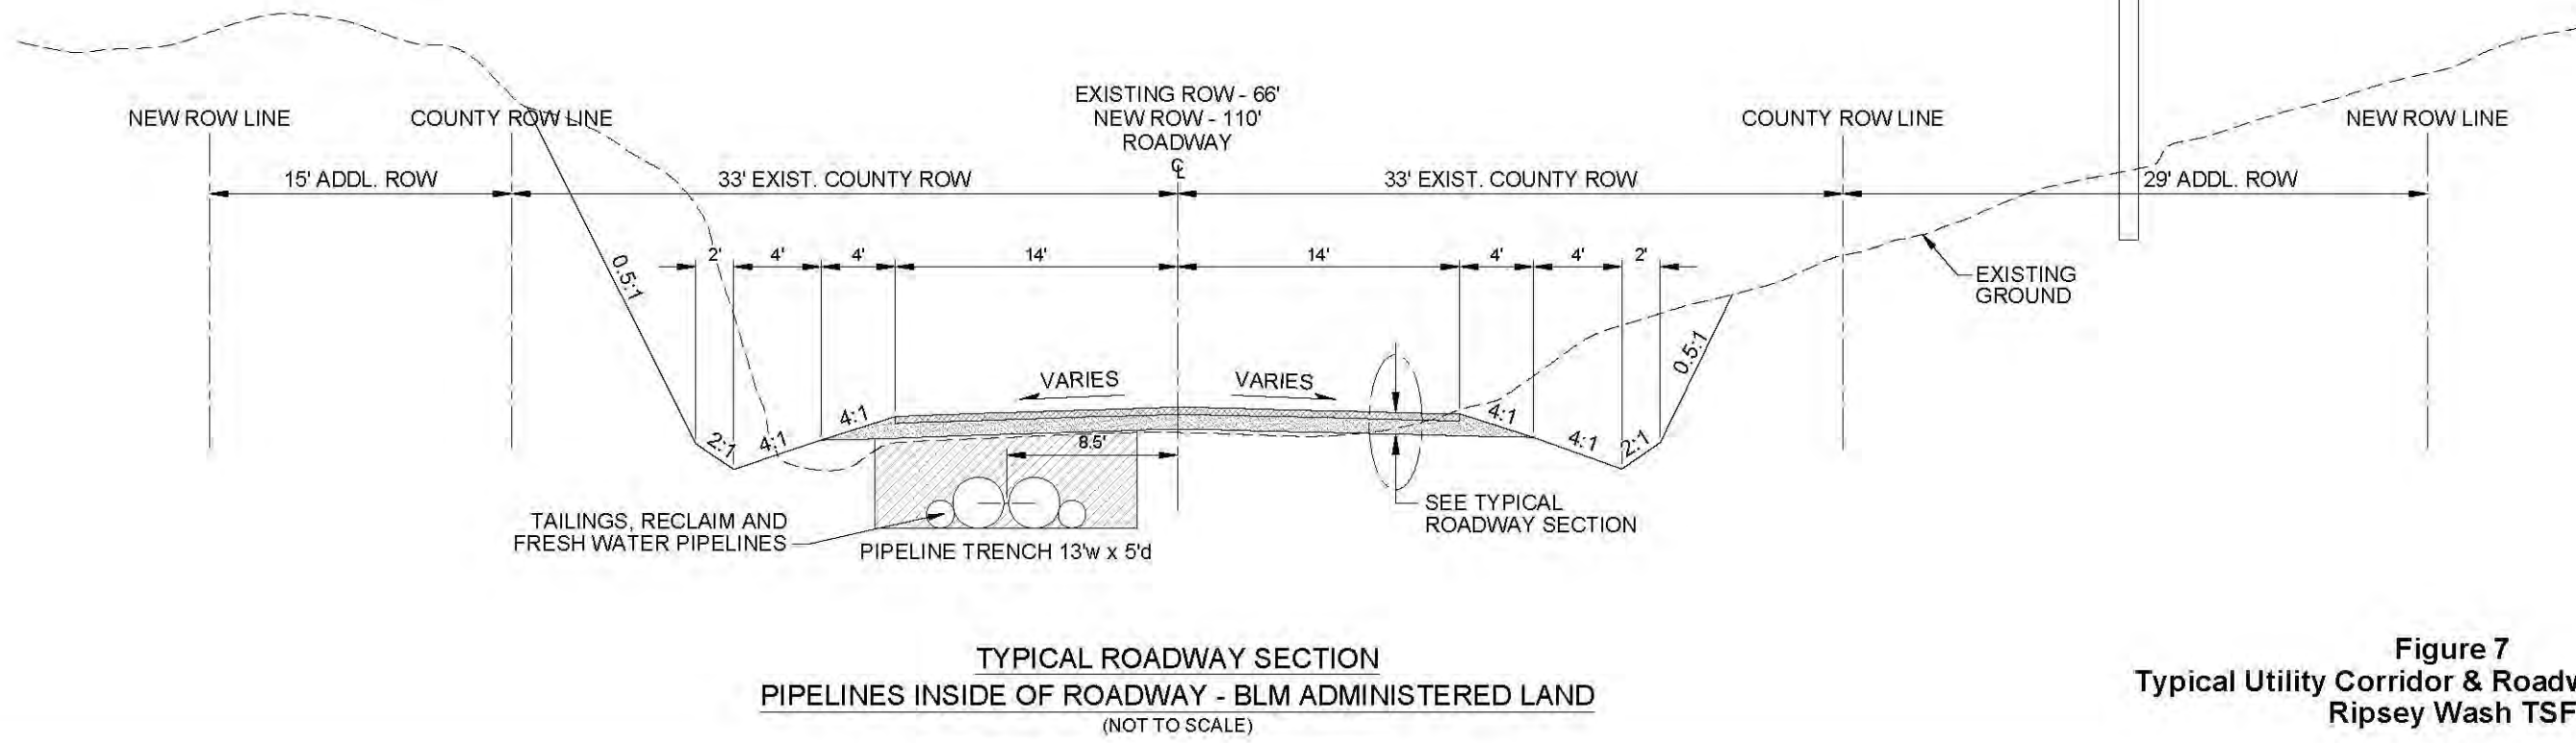 EXISTING ROW - 66'
NEW ROW - 110'
ROADWAY
℄
NEW ROW LINE
COUNTY ROW LINE
COUNTY ROW LINE
NEW ROW LINE
15' ADDL. ROW
33' EXIST. COUNTY ROW
33' EXIST. COUNTY ROW
29' ADDL. ROW
2'
4'
4'
14'
14'
4'
4'
2'
0.5:1
EXISTING
GROUND
VARIES
VARIES
0.5:1
2:1
4:1
4:1
8.5'
4:1
4:1
2:1
TAILINGS, RECLAIM AND
FRESH WATER PIPELINES
PIPELINE TRENCH 13'w x 5'd
SEE TYPICAL
ROADWAY SECTION
TYPICAL ROADWAY SECTION
PIPELINES INSIDE OF ROADWAY - BLM ADMINISTERED LAND
(NOT TO SCALE)
Figure 7
Typical Utility Corridor & Roadw
Ripsey Wash TSF